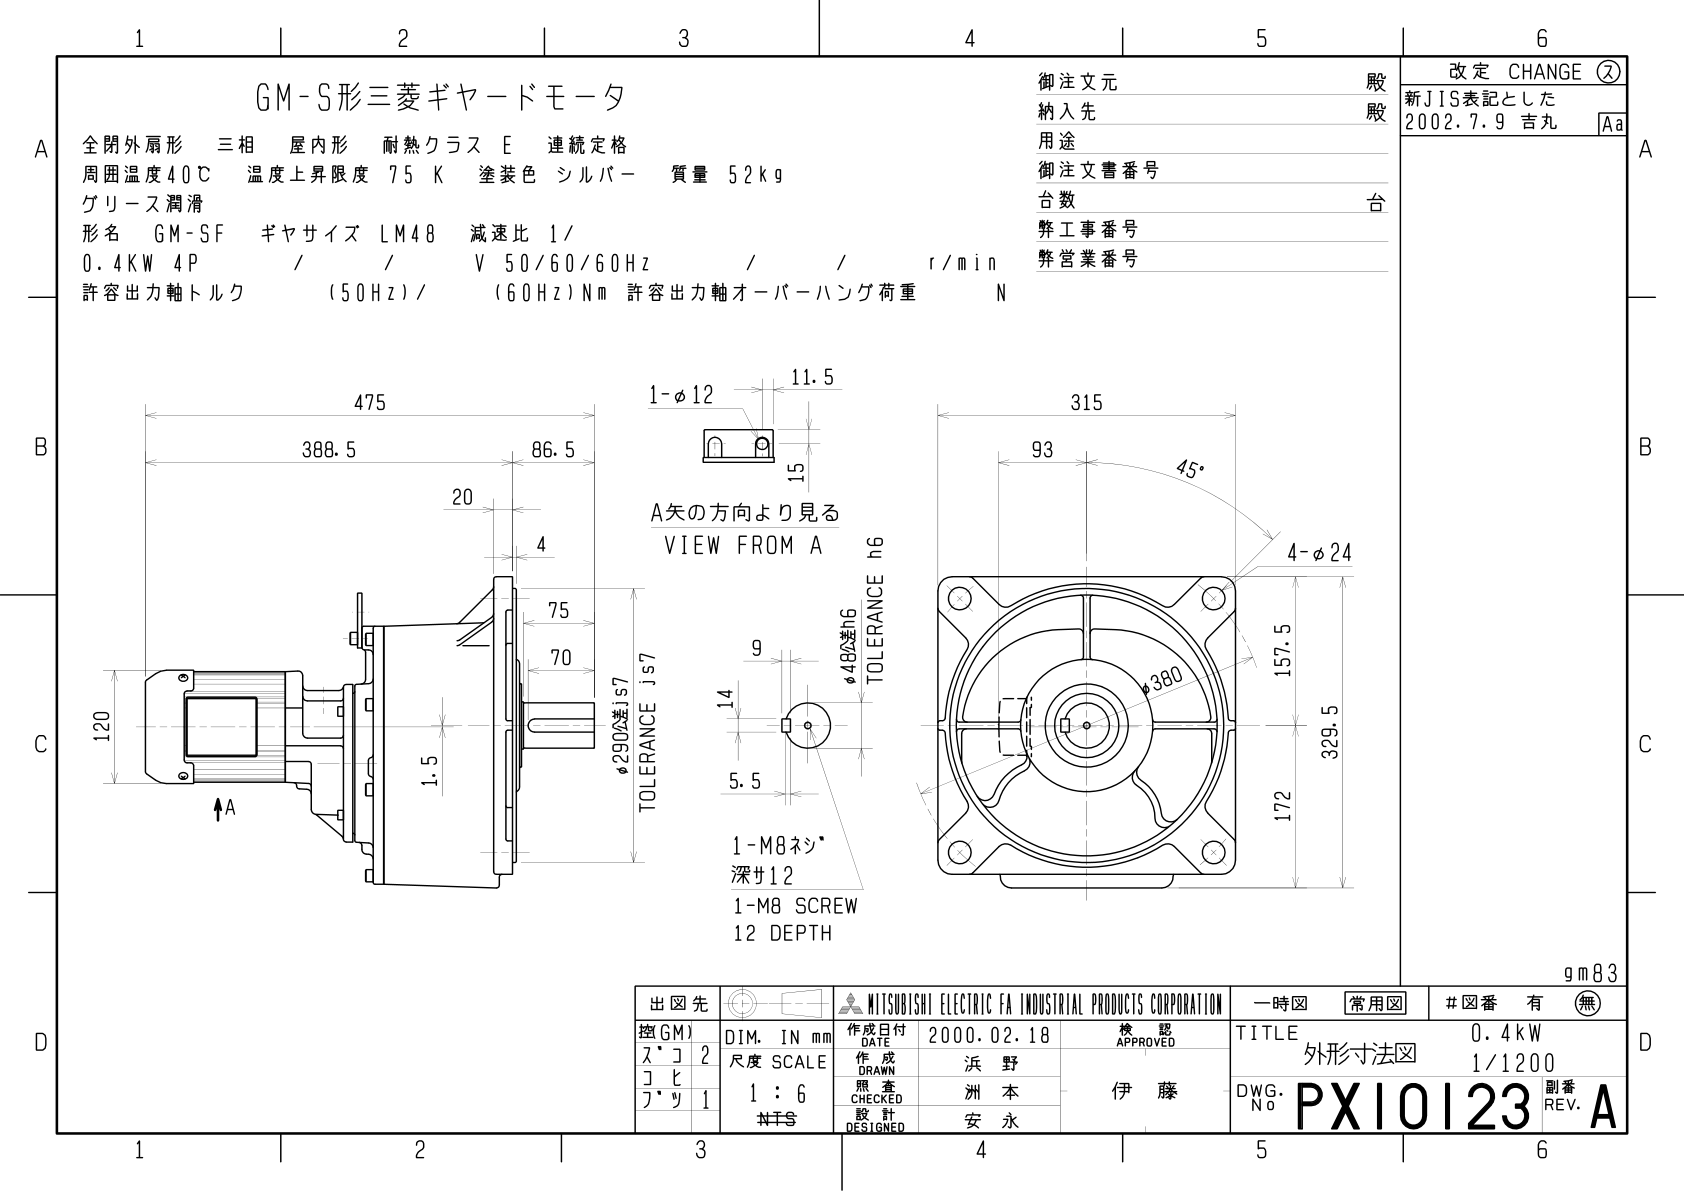 1 2 3 4 5 6
改定 CHANGE ス
新JIS表記とした
2002.7.9 吉丸 Aa
GM-S形三菱ギヤードモータ
全閉外扇形 三相 屋内形 耐熱クラス E 連続定格
周囲温度40℃ 温度上昇限度 75 K 塗装色 シルバー 質量 52kg
グリース潤滑
形名 GM-SF ギヤサイズ LM48 減速比 1/
0.4KW 4P / / V 50/60/60Hz / / r/min
許容出力軸トルク (50Hz)/ (60Hz)Nm 許容出力軸オーバーハング荷重 N
御注文元 殿
納入先 殿
用途
御注文書番号
台数 台
弊工事番号
弊営業番号
A A
B B
C C
D D
475
388.5 86.5
20
4
75
70
120
1.5
A
φ290公差js7
TOLERANCE js7
1-φ12
11.5
15
A矢の方向より見る
VIEW FROM A
9
14
5.5
φ48公差h6
TOLERANCE h6
1-M8ネジ
深サ12
1-M8 SCREW
12 DEPTH
315
93
45°
4-φ24
φ380
157.5
329.5
172
gm83
出図先
控(GM)
ズコ 2
コヒ
ブツ 1
DIM. IN mm
尺度 SCALE
1 : 6
NTS
MITSUBISHI ELECTRIC FA INDUSTRIAL PRODUCTS CORPORATION
作成日付
DATE
2000.02.18
検 認
APPROVED
作 成
DRAWN
浜 野
照 査
CHECKED
洲 本
伊 藤
設 計
DESIGNED
安 永
一時図 常用図 #図番 有 無
TITLE
外形寸法図
0.4kW
1/1200
DWG.
No
PX10123
副番
REV.
A
1 2 3 4 5 6